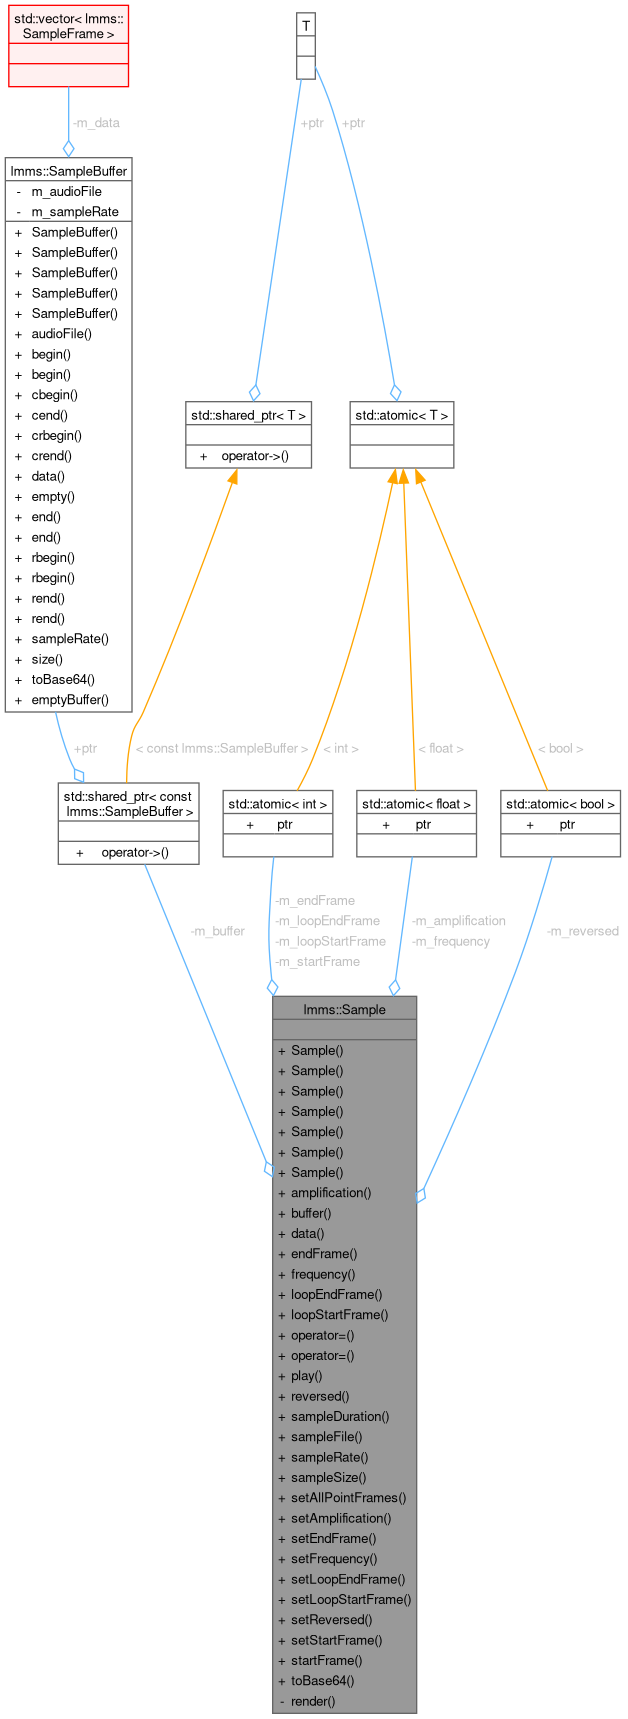 std::vector< lmms::
SampleFrame >
T
-m_data
+ptr
+ptr
lmms::SampleBuffer
- m_audioFile
- m_sampleRate
+ SampleBuffer()
+ SampleBuffer()
+ SampleBuffer()
+ SampleBuffer()
+ SampleBuffer()
+ audioFile()
+ begin()
+ begin()
+ cbegin()
+ cend()
+ crbegin()
+ crend()
+ data()
+ empty()
+ end()
+ end()
+ rbegin()
+ rbegin()
+ rend()
+ rend()
+ sampleRate()
+ size()
+ toBase64()
+ emptyBuffer()
std::shared_ptr< T >
+ operator->()
std::atomic< T >
+ptr
< const lmms::SampleBuffer >
< int >
< float >
< bool >
std::shared_ptr< const
lmms::SampleBuffer >
+ operator->()
std::atomic< int >
+ ptr
std::atomic< float >
+ ptr
std::atomic< bool >
+ ptr
-m_buffer
-m_endFrame
-m_loopEndFrame
-m_loopStartFrame
-m_startFrame
-m_amplification
-m_frequency
-m_reversed
lmms::Sample
+ Sample()
+ Sample()
+ Sample()
+ Sample()
+ Sample()
+ Sample()
+ Sample()
+ amplification()
+ buffer()
+ data()
+ endFrame()
+ frequency()
+ loopEndFrame()
+ loopStartFrame()
+ operator=()
+ operator=()
+ play()
+ reversed()
+ sampleDuration()
+ sampleFile()
+ sampleRate()
+ sampleSize()
+ setAllPointFrames()
+ setAmplification()
+ setEndFrame()
+ setFrequency()
+ setLoopEndFrame()
+ setLoopStartFrame()
+ setReversed()
+ setStartFrame()
+ startFrame()
+ toBase64()
- render()